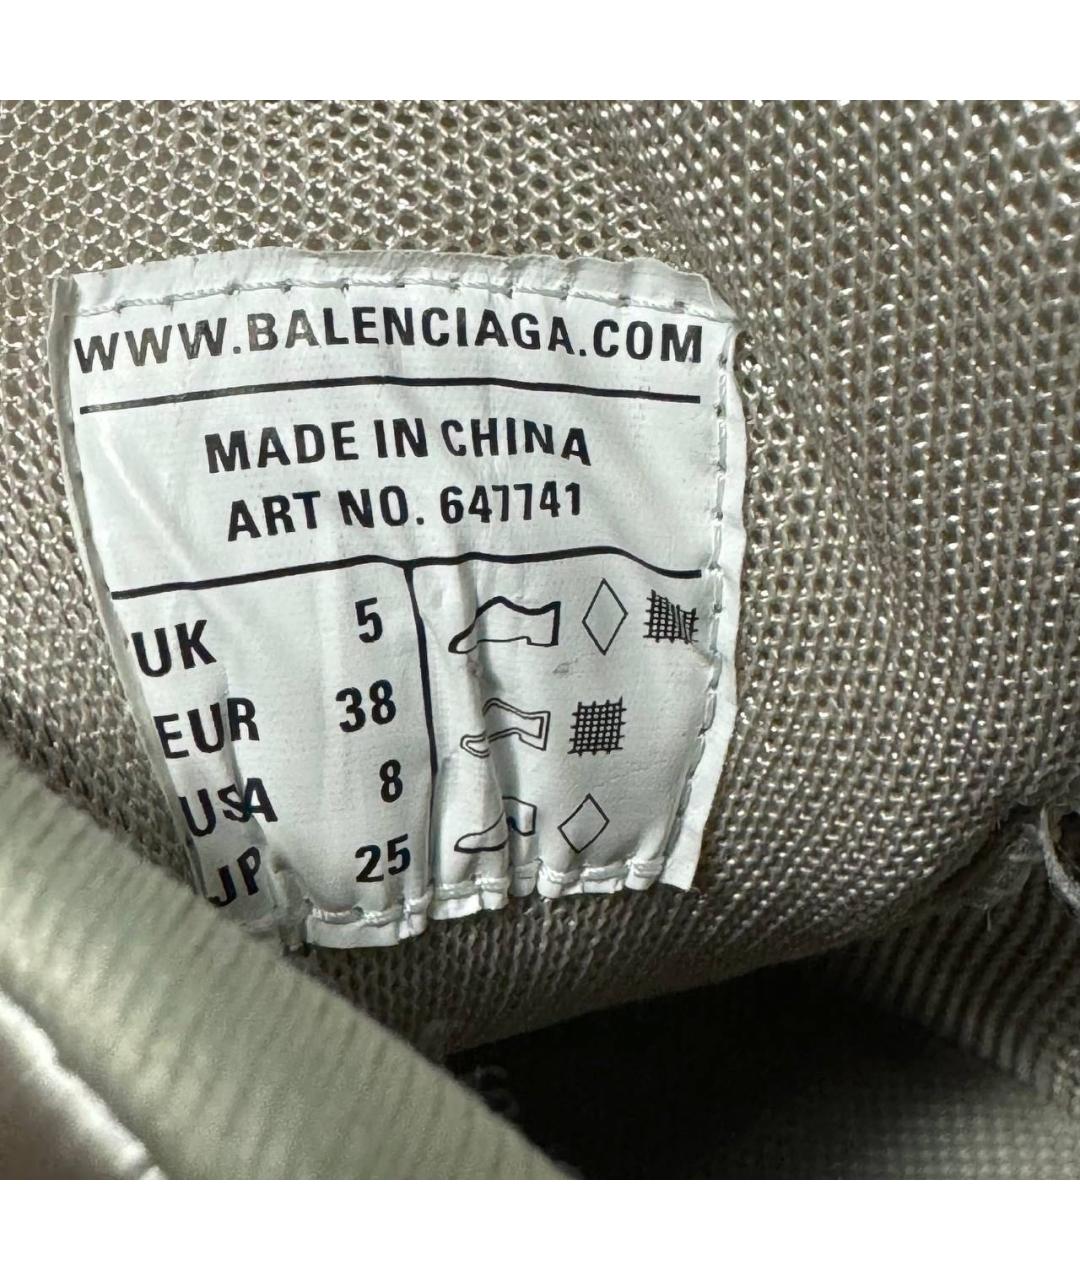 WWW.BALENCIAGA.COM
MADE IN CHINA
ART NO. 647741
UK 5
EUR 38
USA 8
JP 25